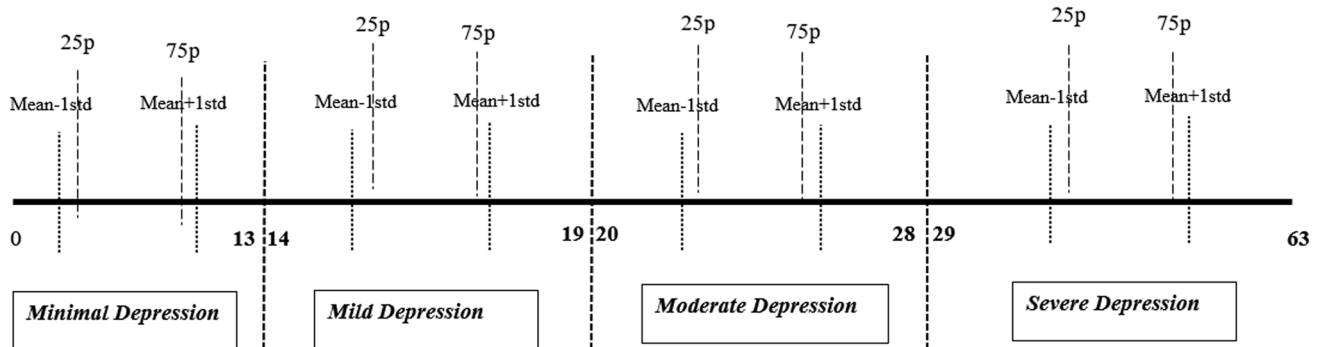 25p
75p
Mean-1std
Mean+1std
25p
75p
Mean-1std
Mean+1std
25p
75p
Mean-1std
Mean+1std
25p
75p
Mean-1std
Mean+1std
0
13
14
19
20
28
29
63
Minimal Depression
Mild Depression
Moderate Depression
Severe Depression